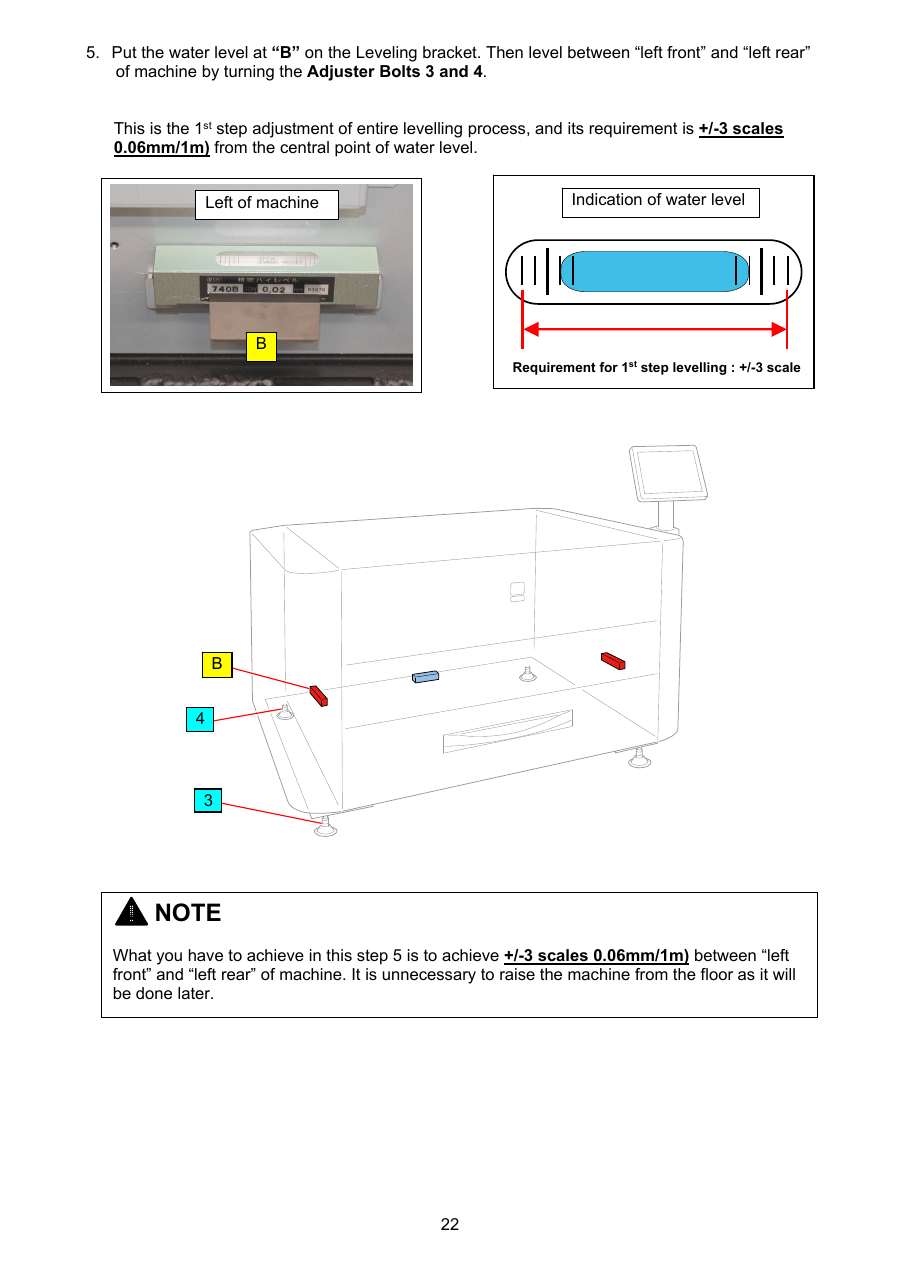 5. Put the water level at “B” on the Leveling bracket. Then level between “left front” and “left rear”
of machine by turning the Adjuster Bolts 3 and 4.
This is the 1st step adjustment of entire levelling process, and its requirement is +/-3 scales
0.06mm/1m) from the central point of water level.
Left of machine
740B 0.02
B
Indication of water level
Requirement for 1st step levelling : +/-3 scale
B
4
3
NOTE
What you have to achieve in this step 5 is to achieve +/-3 scales 0.06mm/1m) between “left
front” and “left rear” of machine. It is unnecessary to raise the machine from the floor as it will
be done later.
22